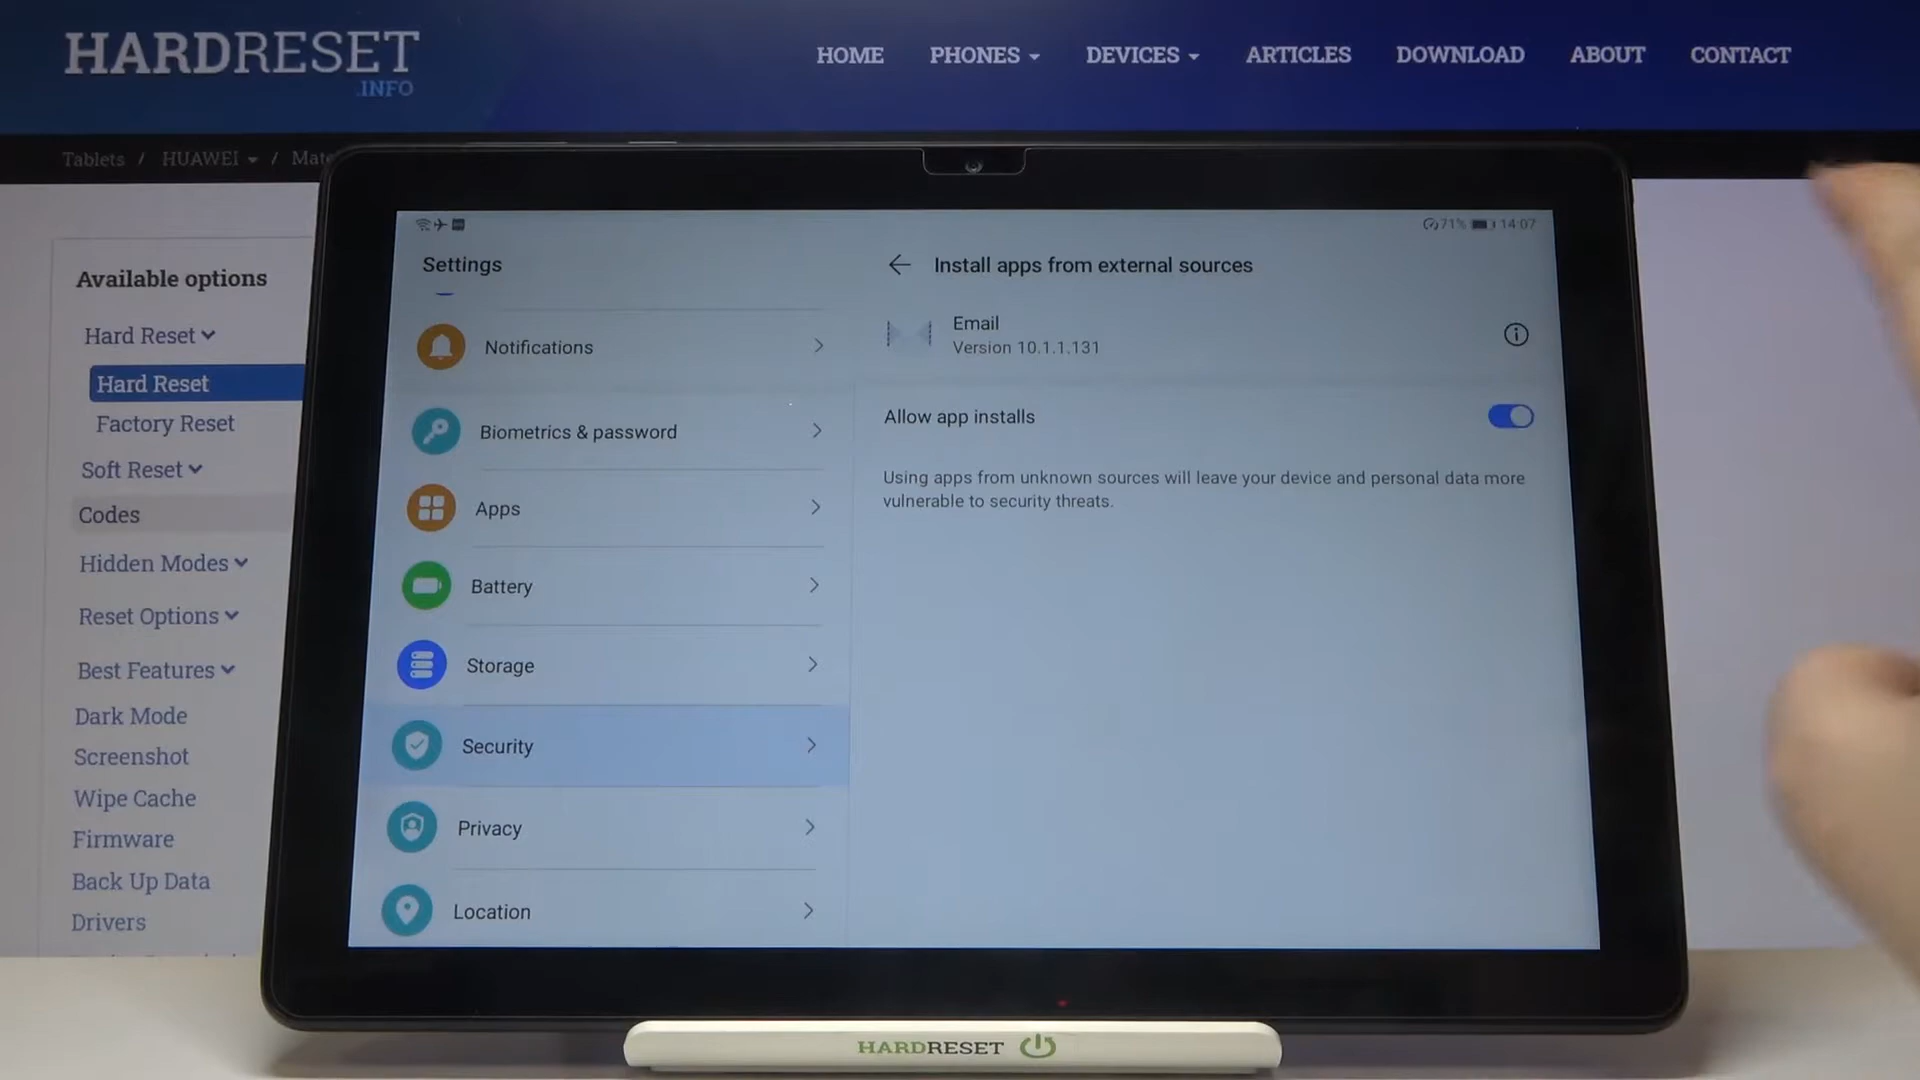 HARDRESET
.INFO
HOME
PHONES
DEVICES
ARTICLES
DOWNLOAD
ABOUT
CONTACT
Tablets / HUAWEI / Mate
Available options
Hard Reset
Hard Reset
Factory Reset
Soft Reset
Codes
Hidden Modes
Reset Options
Best Features
Dark Mode
Screenshot
Wipe Cache
Firmware
Back Up Data
Drivers
71% 14:07
Settings
Notifications
Biometrics & password
Apps
Battery
Storage
Security
Privacy
Location
Install apps from external sources
Email
Version 10.1.1.131
Allow app installs
Using apps from unknown sources will leave your device and personal data more
vulnerable to security threats.
HARDRESET